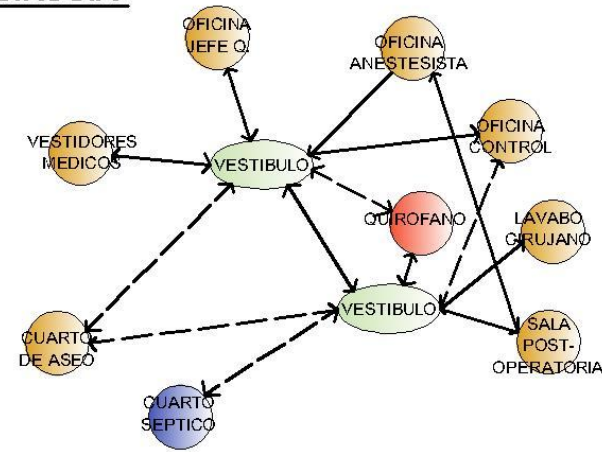 OFICINA
JEFE Q.
OFICINA
ANESTESISTA
OFICINA
CONTROL
VESTIDORES
MEDICOS
VESTIBULO
QUIROFANO
LAVABO
CIRUJANO
VESTIBULO
SALA
POST-
OPERATORIA
CUARTO
DE ASEO
CUARTO
SEPTICO